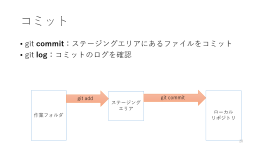 コミット
• git commit：ステージングエリアにあるファイルをコミット
• git log：コミットのログを確認
git add
git commit
作業フォルダ
ステージング
エリア
ローカル
リポジトリ